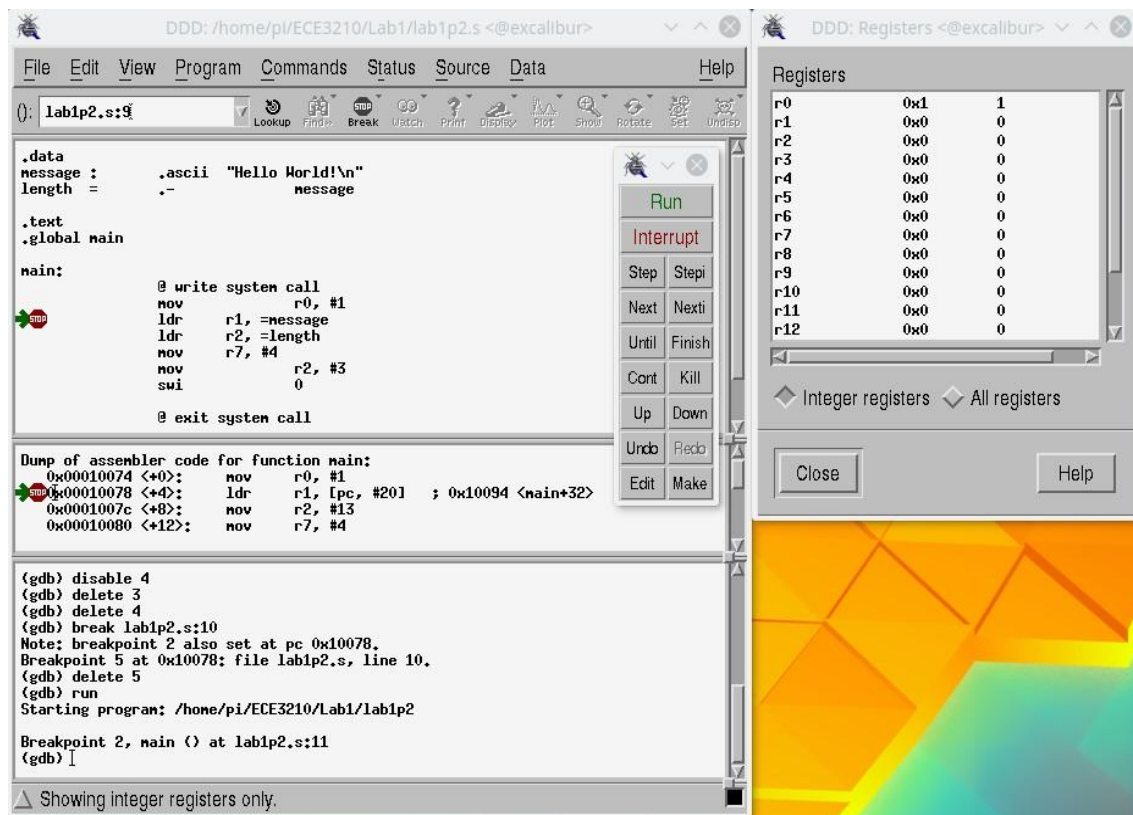 DDD: /home/pi/ECE3210/Lab1/lab1p2.s <@excalibur>
File Edit View Program Commands Status Source Data Help
(): lab1p2.s:9
Lookup Find» Break Watch Print Display Plot Show Rotate Set Undisp
.data
message : .ascii "Hello World!\n"
length = .- message
.text
.global main
main:
@ write system call
mov r0, #1
STOP ldr r1, =message
ldr r2, =length
mov r7, #4
mov r2, #3
swi 0
@ exit system call
Dump of assembler code for function main:
0x00010074 <+0>: mov r0, #1
STOP 0x00010078 <+4>: ldr r1, [pc, #20] ; 0x10094 <main+32>
0x0001007c <+8>: mov r2, #13
0x00010080 <+12>: mov r7, #4
(gdb) disable 4
(gdb) delete 3
(gdb) delete 4
(gdb) break lab1p2.s:10
Note: breakpoint 2 also set at pc 0x10078.
Breakpoint 5 at 0x10078: file lab1p2.s, line 10.
(gdb) delete 5
(gdb) run
Starting program: /home/pi/ECE3210/Lab1/lab1p2
Breakpoint 2, main () at lab1p2.s:11
(gdb)
Showing integer registers only.
Run
Interrupt
Step Stepi
Next Nexti
Until Finish
Cont Kill
Up Down
Undo Redo
Edit Make
DDD: Registers <@excalibur>
Registers
r0 0x1 1
r1 0x0 0
r2 0x0 0
r3 0x0 0
r4 0x0 0
r5 0x0 0
r6 0x0 0
r7 0x0 0
r8 0x0 0
r9 0x0 0
r10 0x0 0
r11 0x0 0
r12 0x0 0
Integer registers All registers
Close Help